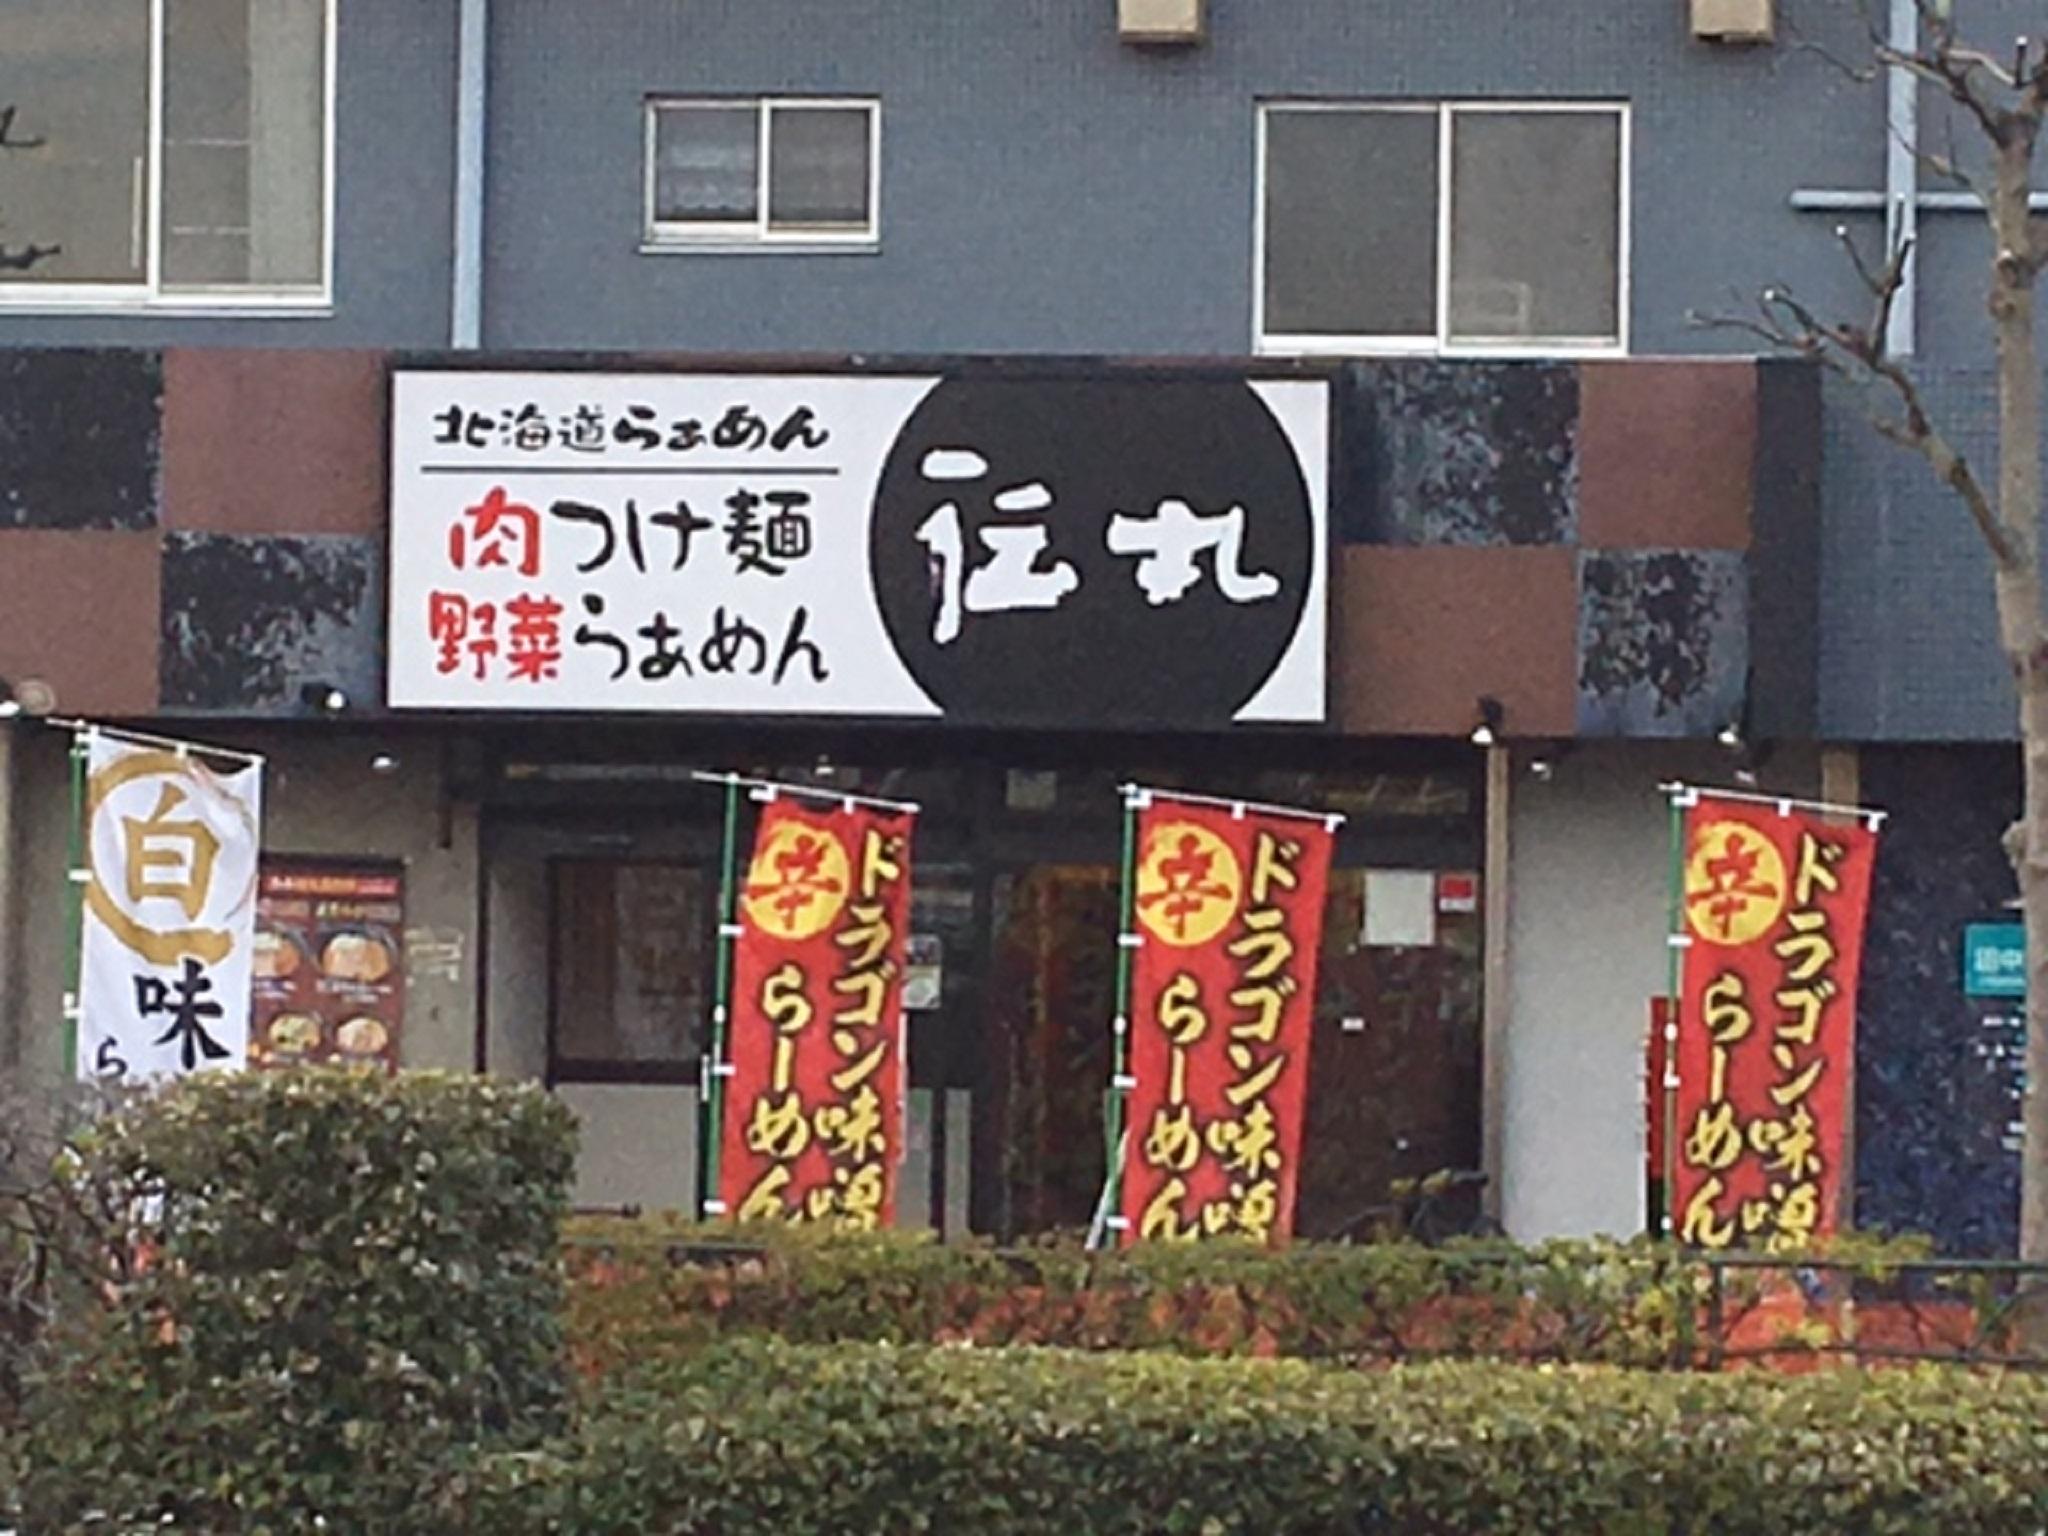 北海道らぁめん
肉つけ麺
野菜らぁめん
伝丸
白
味
ら
辛
ドラゴン味噌
らーめん
辛
ドラゴン味噌
らーめん
辛
ドラゴン味噌
らーめん